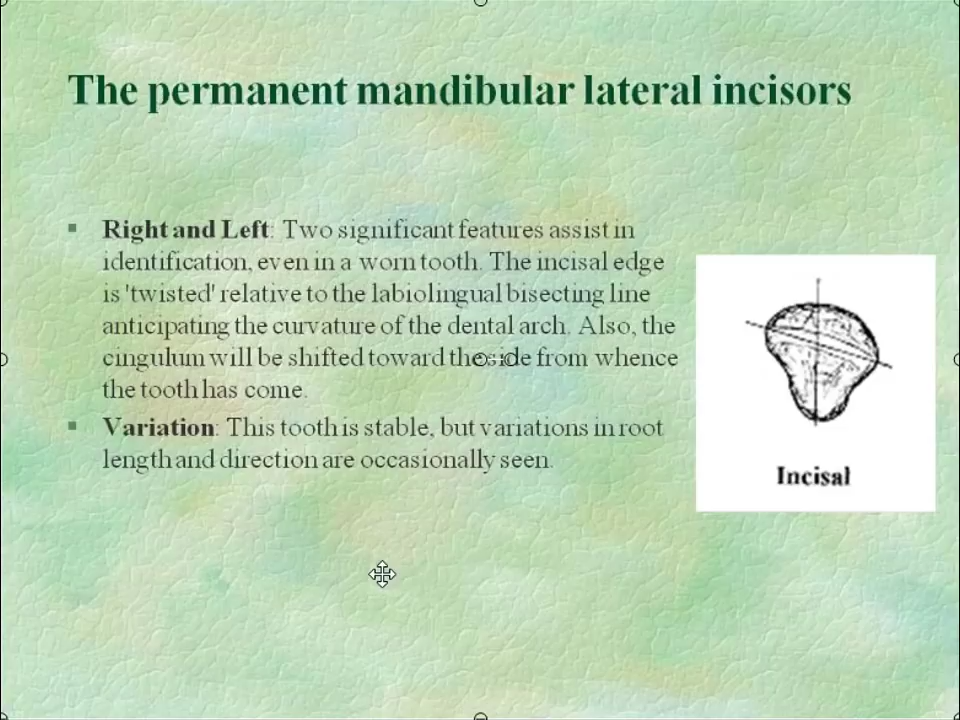 The permanent mandibular lateral incisors
▪ Right and Left: Two significant features assist in
identification, even in a worn tooth. The incisal edge
is 'twisted' relative to the labiolingual bisecting line
anticipating the curvature of the dental arch. Also, the
cingulum will be shifted toward the side from whence
the tooth has come.
▪ Variation: This tooth is stable, but variations in root
length and direction are occasionally seen.
Incisal